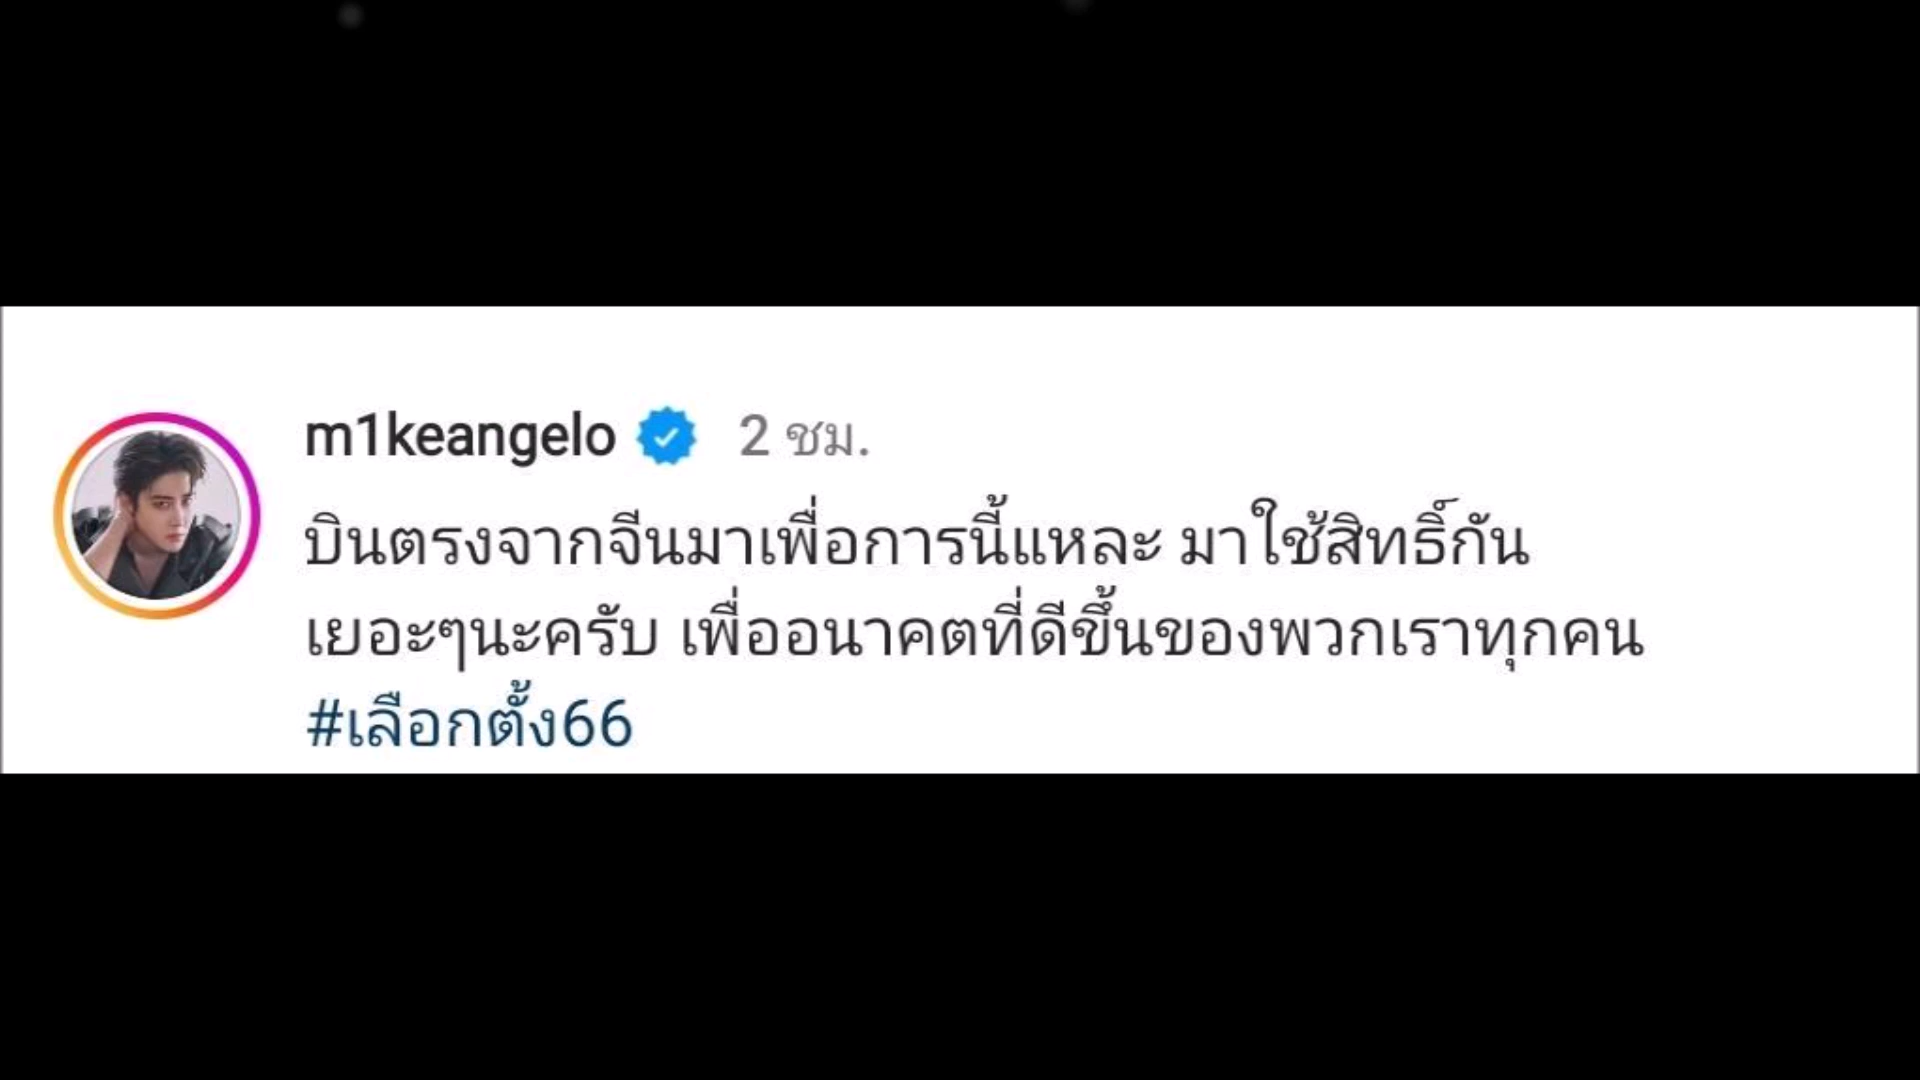 m1keangelo 2 ชม.
บินตรงจากจีนมาเพื่อการนี้แหละ มาใช้สิทธิ์กัน
เยอะๆนะครับ เพื่ออนาคตที่ดีขึ้นของพวกเราทุกคน
#เลือกตั้ง66